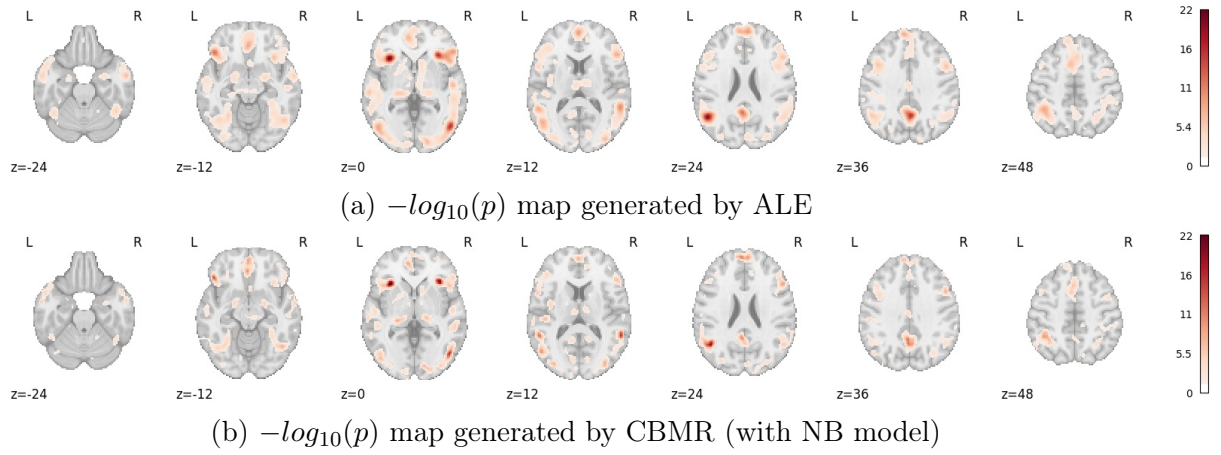 L R L R L R L R L R L R L R 22
16
11
5.4
0
z=-24 z=-12 z=0 z=12 z=24 z=36 z=48
(a) −log10(p) map generated by ALE
L R L R L R L R L R L R L R 22
16
11
5.5
0
z=-24 z=-12 z=0 z=12 z=24 z=36 z=48
(b) −log10(p) map generated by CBMR (with NB model)